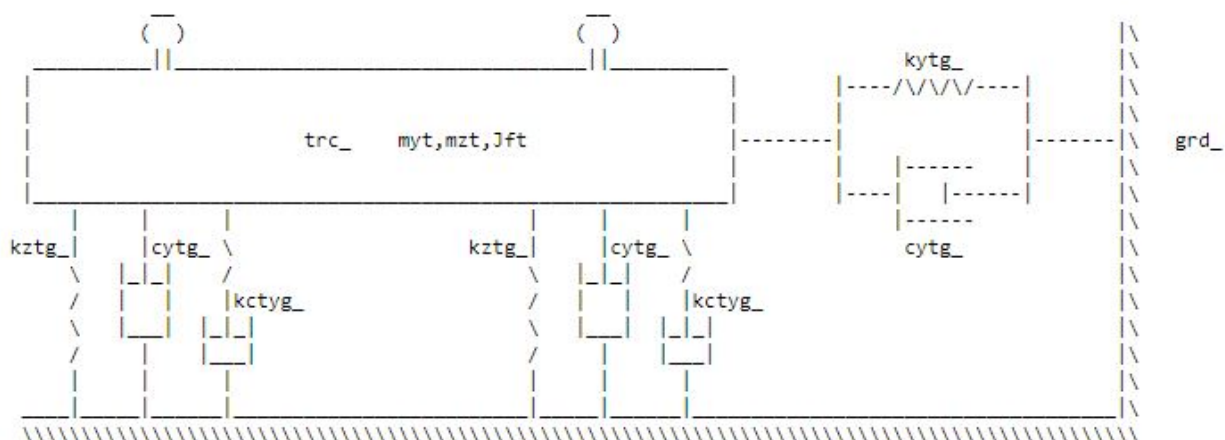 kytg_
trc_ myt,mzt,Jft grd_
kztg_ cytg_ kztg_ cytg_ cytg_
kctyg_ kctyg_